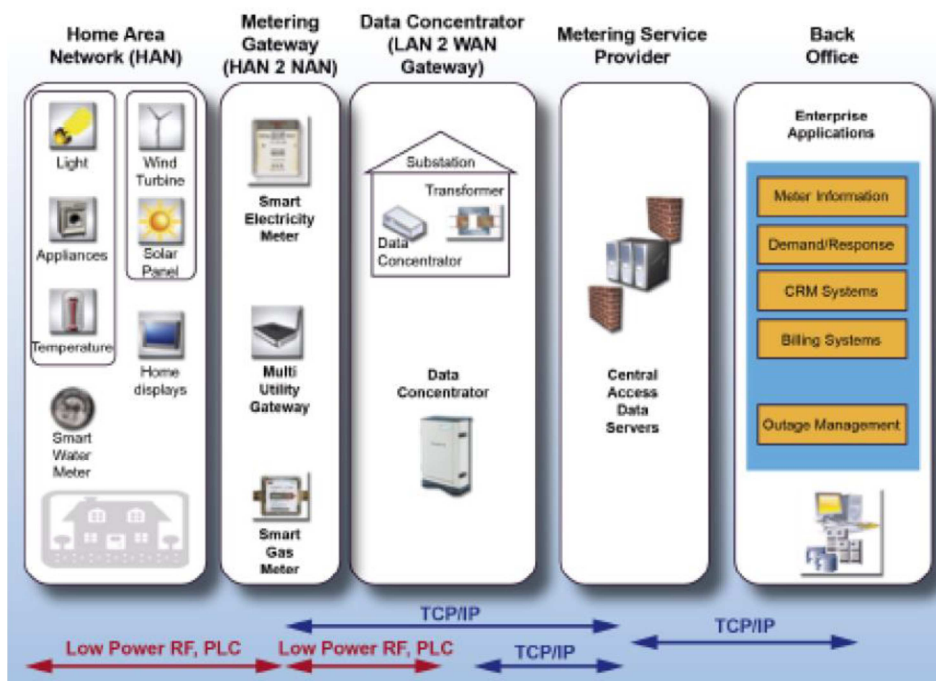 Home Area
Network (HAN)
Metering
Gateway
(HAN 2 NAN)
Data Concentrator
(LAN 2 WAN
Gateway)
Metering Service
Provider
Back
Office
Light
Wind
Turbine
Appliances
Solar
Panel
Temperature
Home
displays
Smart
Water
Meter
Smart
Electricity
Meter
Multi
Utility
Gateway
Smart
Gas
Meter
Substation
Transformer
Data
Concentrator
Data
Concentrator
Central
Access
Data
Servers
Enterprise
Applications
Meter Information
Demand/Response
CRM Systems
Billing Systems
Outage Management
TCP/IP
TCP/IP
Low Power RF, PLC
Low Power RF, PLC
TCP/IP